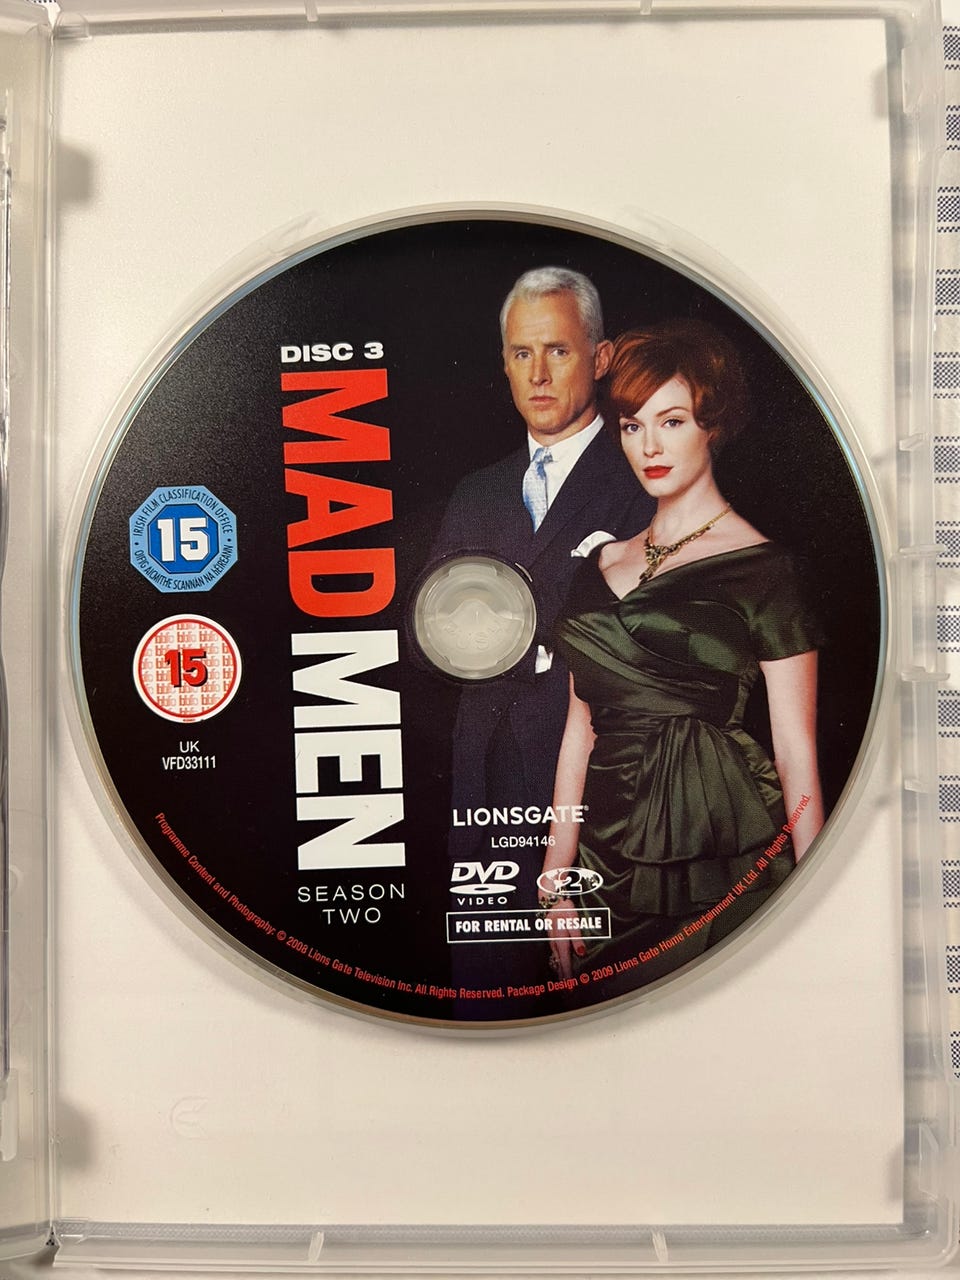 DISC 3
MAD MEN
SEASON
TWO
IRISH FILM CLASSIFICATION OFFICE
15
OIFIG AICMITHE SCANNÁN NA hÉIREANN
15
UK
VFD33111
LIONSGATE
LGD94146
DVD
VIDEO
2
FOR RENTAL OR RESALE
Programme Content and Photography: © 2008 Lions Gate Television Inc. All Rights Reserved. Package Design © 2009 Lions Gate Home Entertainment UK Ltd. All Rights Reserved.